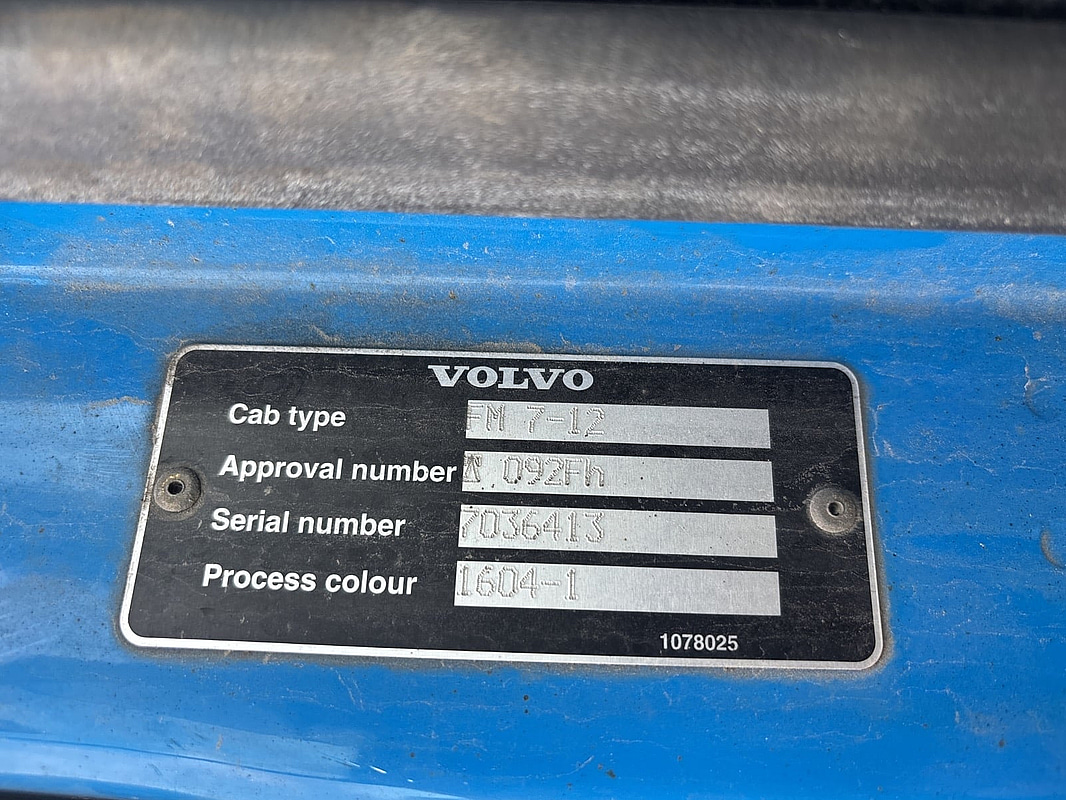 VOLVO
Cab type FM 7-12
Approval number Δ 092Fh
Serial number 7036413
Process colour 1604-1
1078025